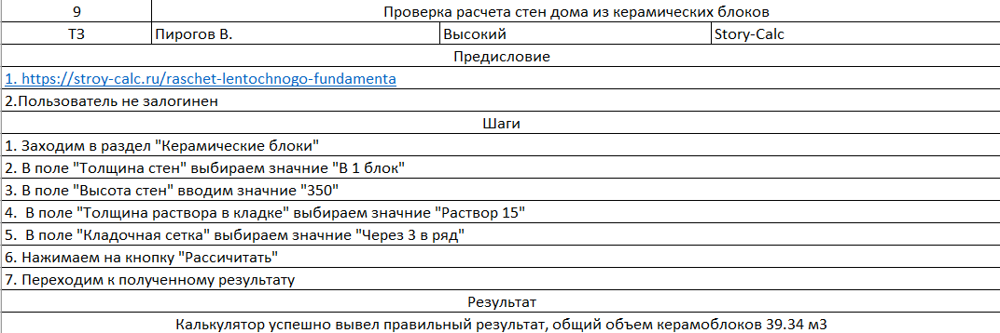 9 Проверка расчета стен дома из керамических блоков
ТЗ Пирогов В. Высокий Story-Calc
Предисловие
1. https://stroy-calc.ru/raschet-lentochnogo-fundamenta
2.Пользователь не залогинен
Шаги
1. Заходим в раздел "Керамические блоки"
2. В поле "Толщина стен" выбираем значние "В 1 блок"
3. В поле "Высота стен" вводим значние "350"
4.  В поле "Толщина раствора в кладке" выбираем значние "Раствор 15"
5.  В поле "Кладочная сетка" выбираем значние "Через 3 в ряд"
6. Нажимаем на кнопку "Рассичитать"
7. Переходим к полученному результату
Результат
Калькулятор успешно вывел правильный результат, общий объем керамоблоков 39.34 м3